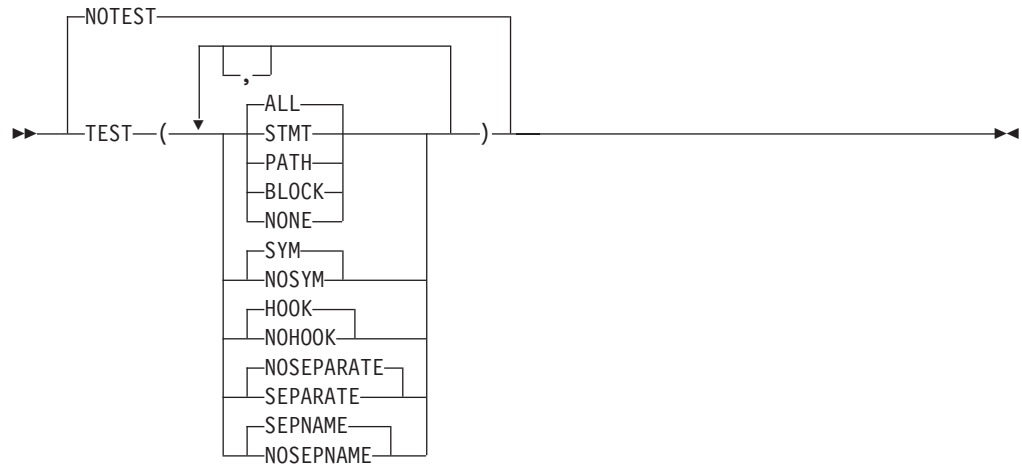 NOTEST
,
ALL
TEST ( STMT )
PATH
BLOCK
NONE
SYM
NOSYM
HOOK
NOHOOK
NOSEPARATE
SEPARATE
SEPNAME
NOSEPNAME